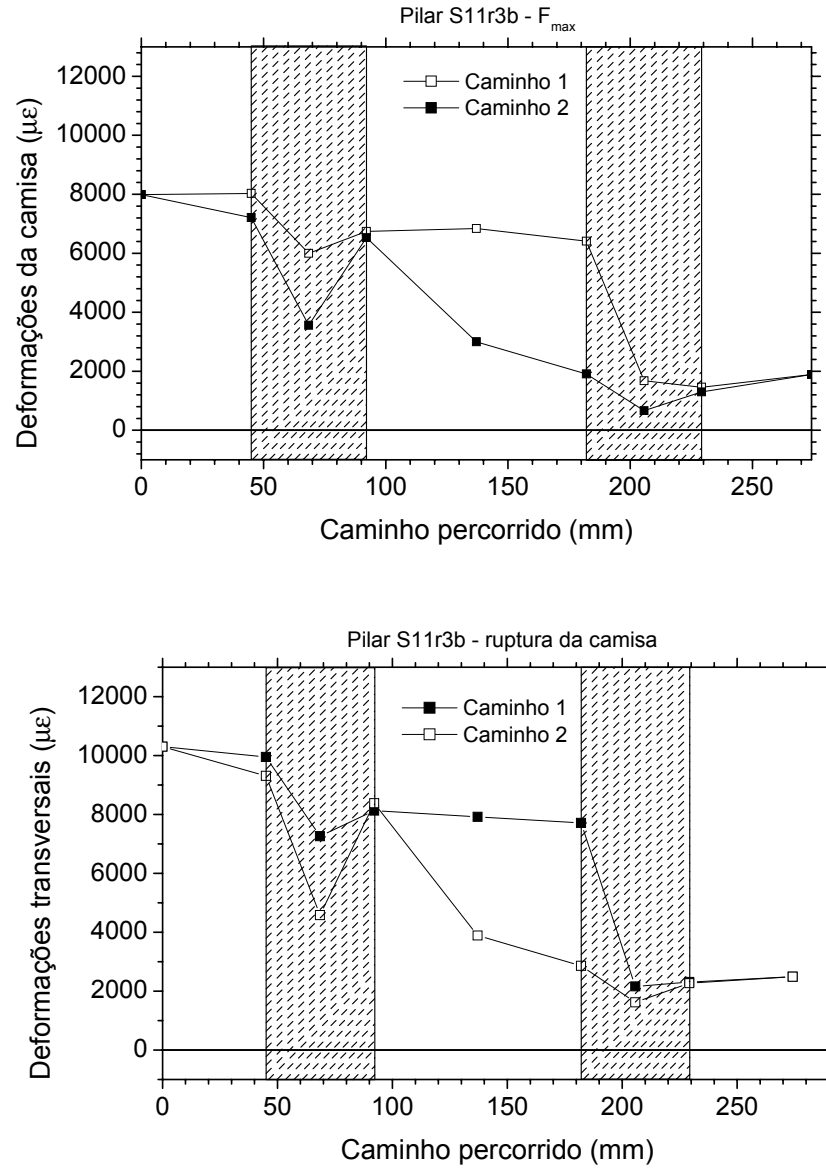 Pilar S11r3b - Fmax
12000
10000
8000
6000
4000
2000
0
Deformações da camisa (με)
Caminho 1
Caminho 2
0 50 100 150 200 250
Caminho percorrido (mm)
Pilar S11r3b - ruptura da camisa
12000
10000
8000
6000
4000
2000
0
Deformações transversais (με)
Caminho 1
Caminho 2
0 50 100 150 200 250
Caminho percorrido (mm)